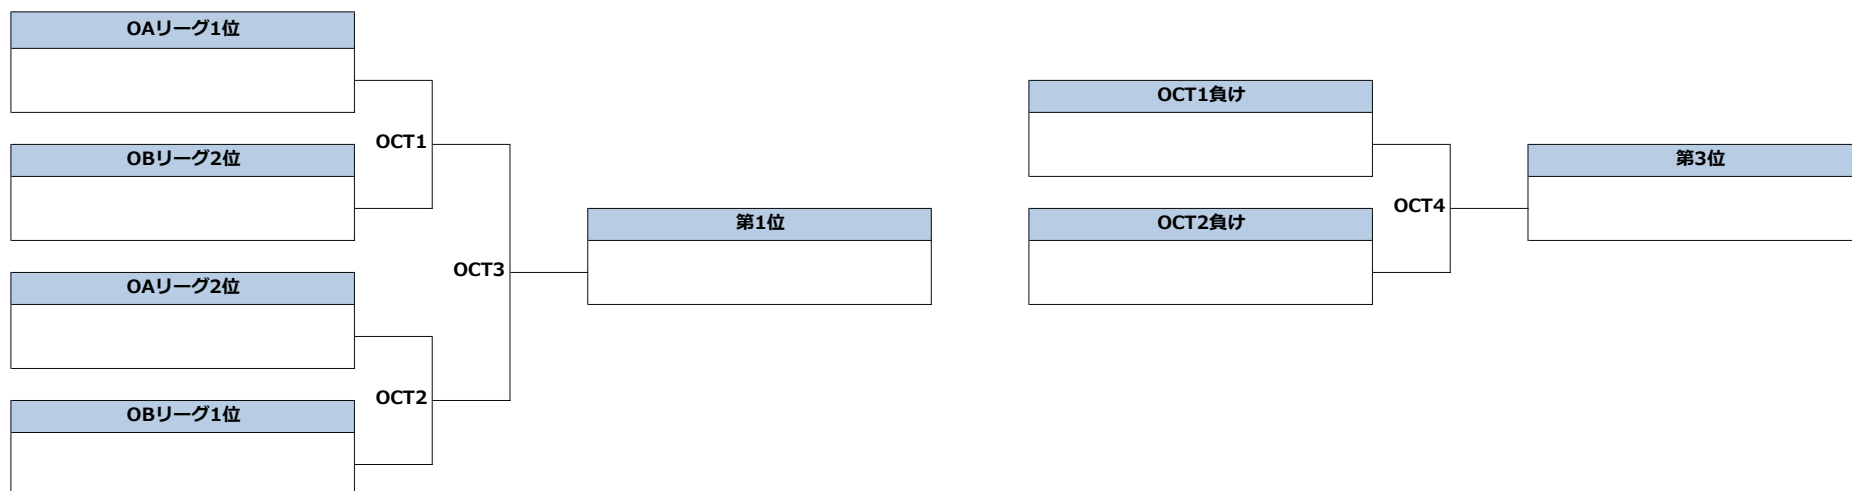 OAリーグ1位
OCT1
OBリーグ2位
OCT3
第1位
OAリーグ2位
OCT2
OBリーグ1位
OCT1負け
OCT4
第3位
OCT2負け